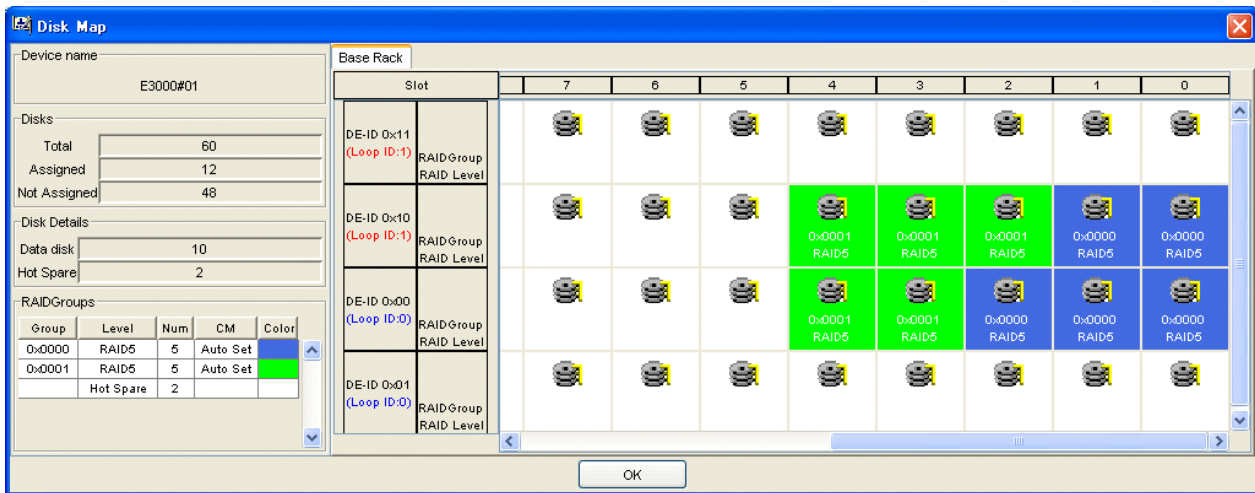 Disk Map
Device name
E3000#01
Disks
Total 60
Assigned 12
Not Assigned 48
Disk Details
Data disk 10
Hot Spare 2
RAIDGroups
Group Level Num CM Color
0x0000 RAID5 5 Auto Set
0x0001 RAID5 5 Auto Set
Hot Spare 2
Base Rack
Slot 7 6 5 4 3 2 1 0
DE-ID 0x11
(Loop ID:1)
RAIDGroup
RAID Level
DE-ID 0x10
(Loop ID:1)
RAIDGroup 0x0001 0x0001 0x0001 0x0000 0x0000
RAID Level RAID5 RAID5 RAID5 RAID5 RAID5
DE-ID 0x00
(Loop ID:0)
RAIDGroup 0x0001 0x0001 0x0000 0x0000 0x0000
RAID Level RAID5 RAID5 RAID5 RAID5 RAID5
DE-ID 0x01
(Loop ID:0)
RAIDGroup
RAID Level
OK